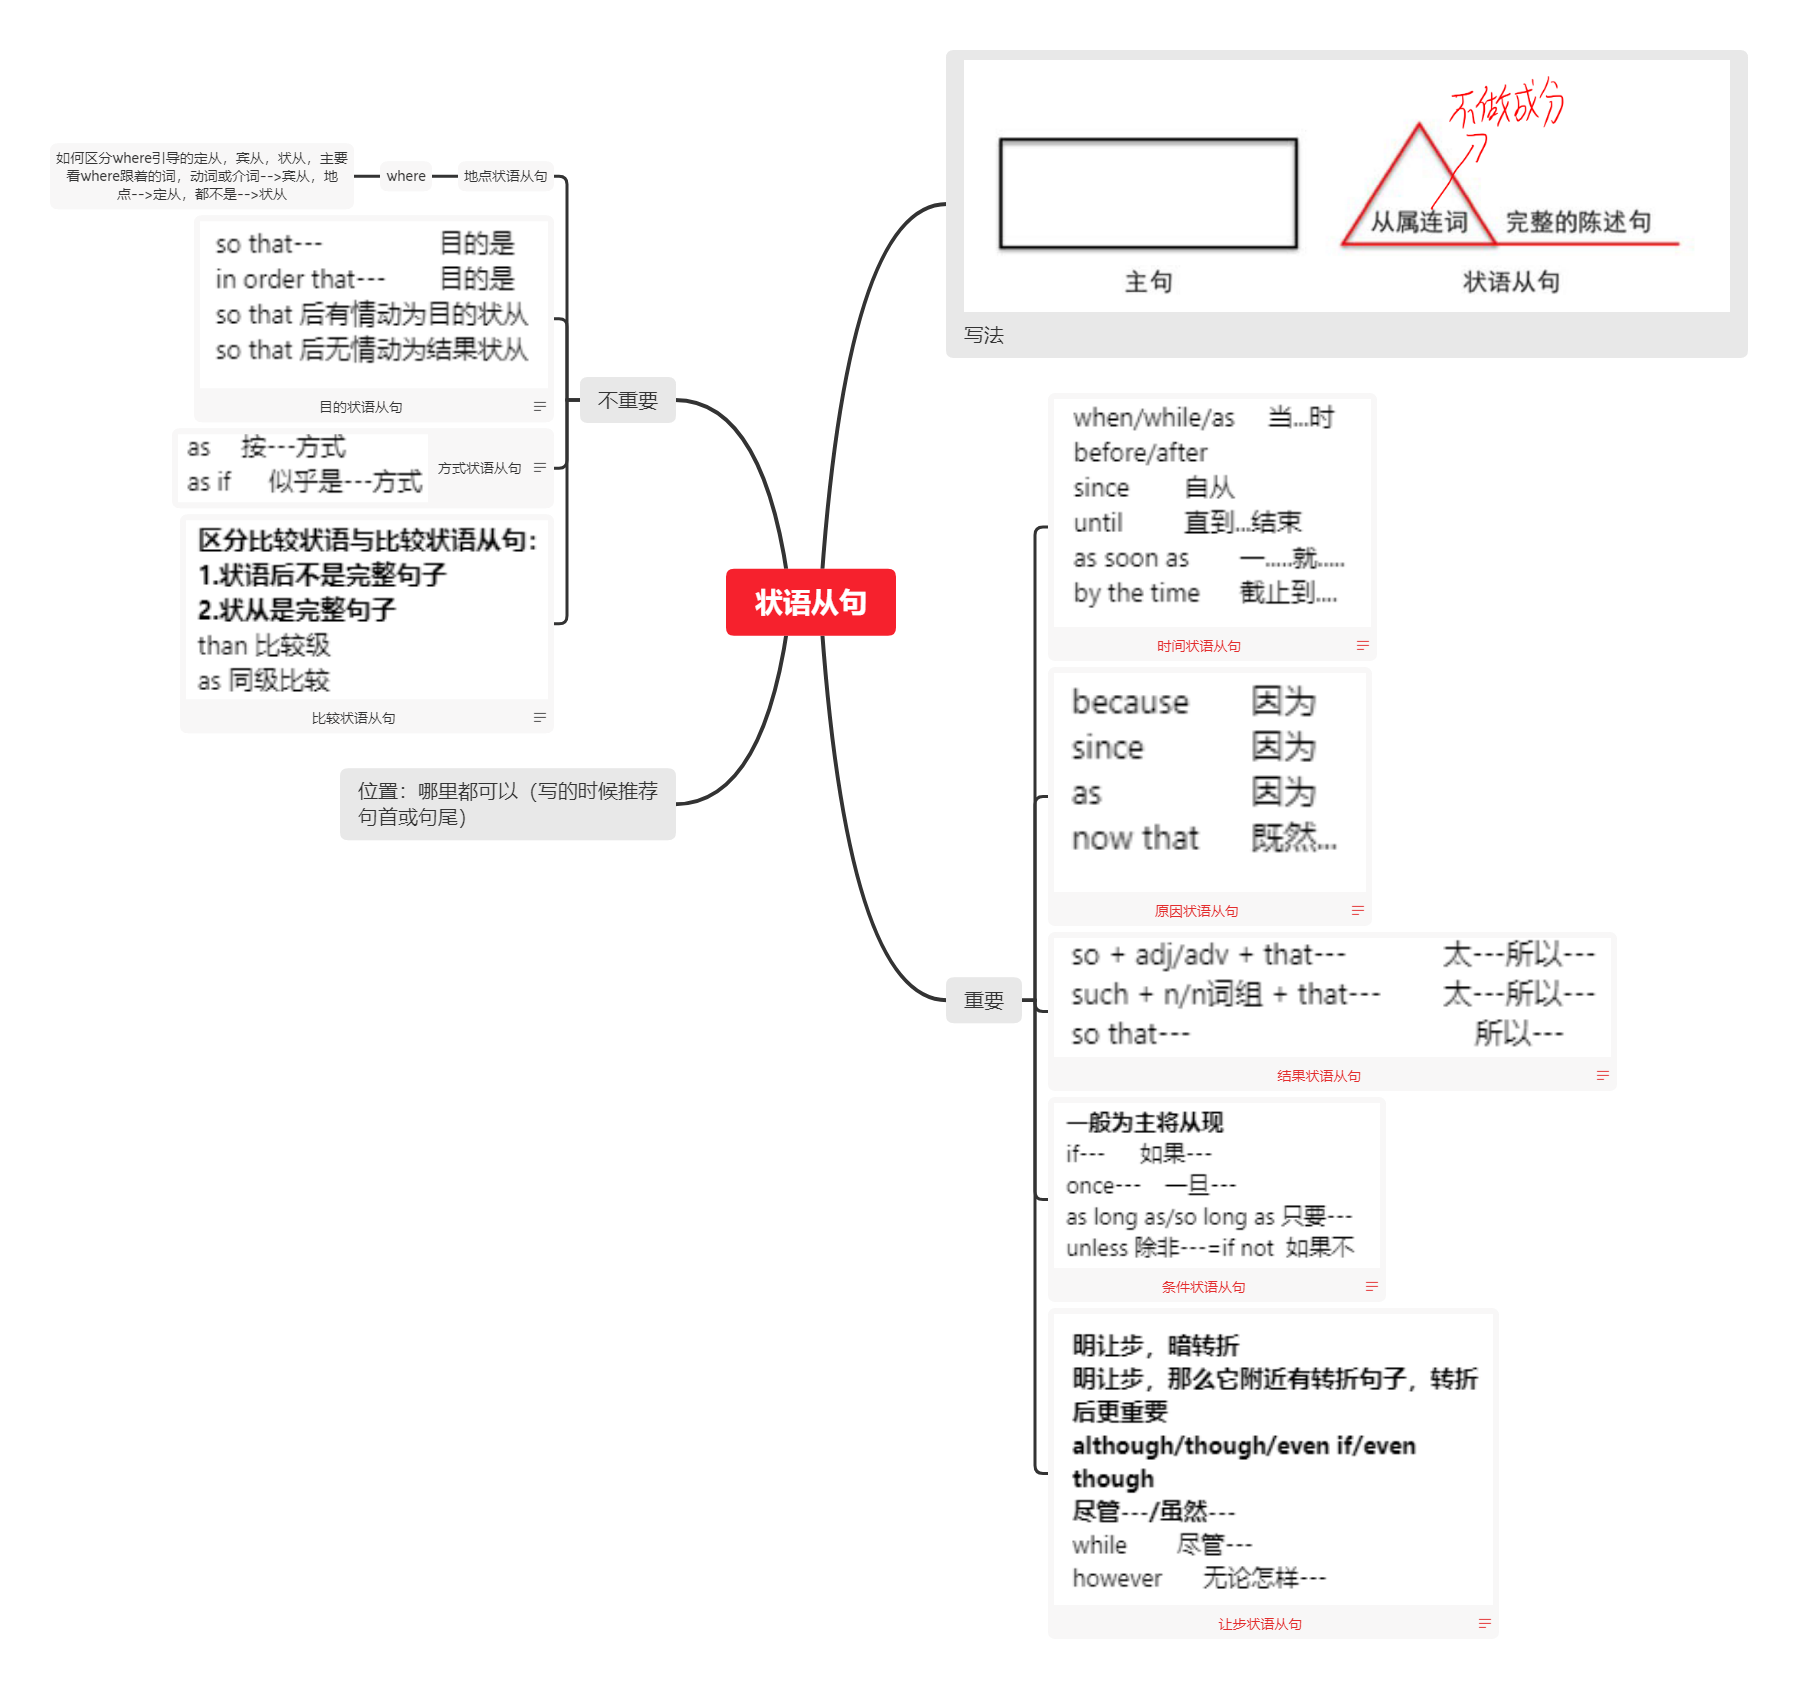 状语从句
不做成分
从属连词 完整的陈述句
主句 状语从句
写法
重要
when/while/as 当...时
before/after
since 自从
until 直到...结束
as soon as 一.....就.....
by the time 截止到....
时间状语从句
because 因为
since 因为
as 因为
now that 既然...
原因状语从句
so + adj/adv + that--- 太---所以---
such + n/n词组 + that--- 太---所以---
so that--- 所以---
结果状语从句
一般为主将从现
if--- 如果---
once--- 一旦---
as long as/so long as 只要---
unless 除非---=if not 如果不
条件状语从句
明让步，暗转折
明让步，那么它附近有转折句子，转折
后更重要
although/though/even if/even
though
尽管---/虽然---
while 尽管---
however 无论怎样---
让步状语从句
不重要
地点状语从句
where
如何区分where引导的定从，宾从，状从，主要
看where跟着的词，动词或介词-->宾从，地
点-->定从，都不是-->状从
so that--- 目的是
in order that--- 目的是
so that 后有情动为目的状从
so that 后无情动为结果状从
目的状语从句
as 按---方式
as if 似乎是---方式
方式状语从句
区分比较状语与比较状语从句：
1.状语后不是完整句子
2.状从是完整句子
than 比较级
as 同级比较
比较状语从句
位置：哪里都可以（写的时候推荐
句首或句尾）